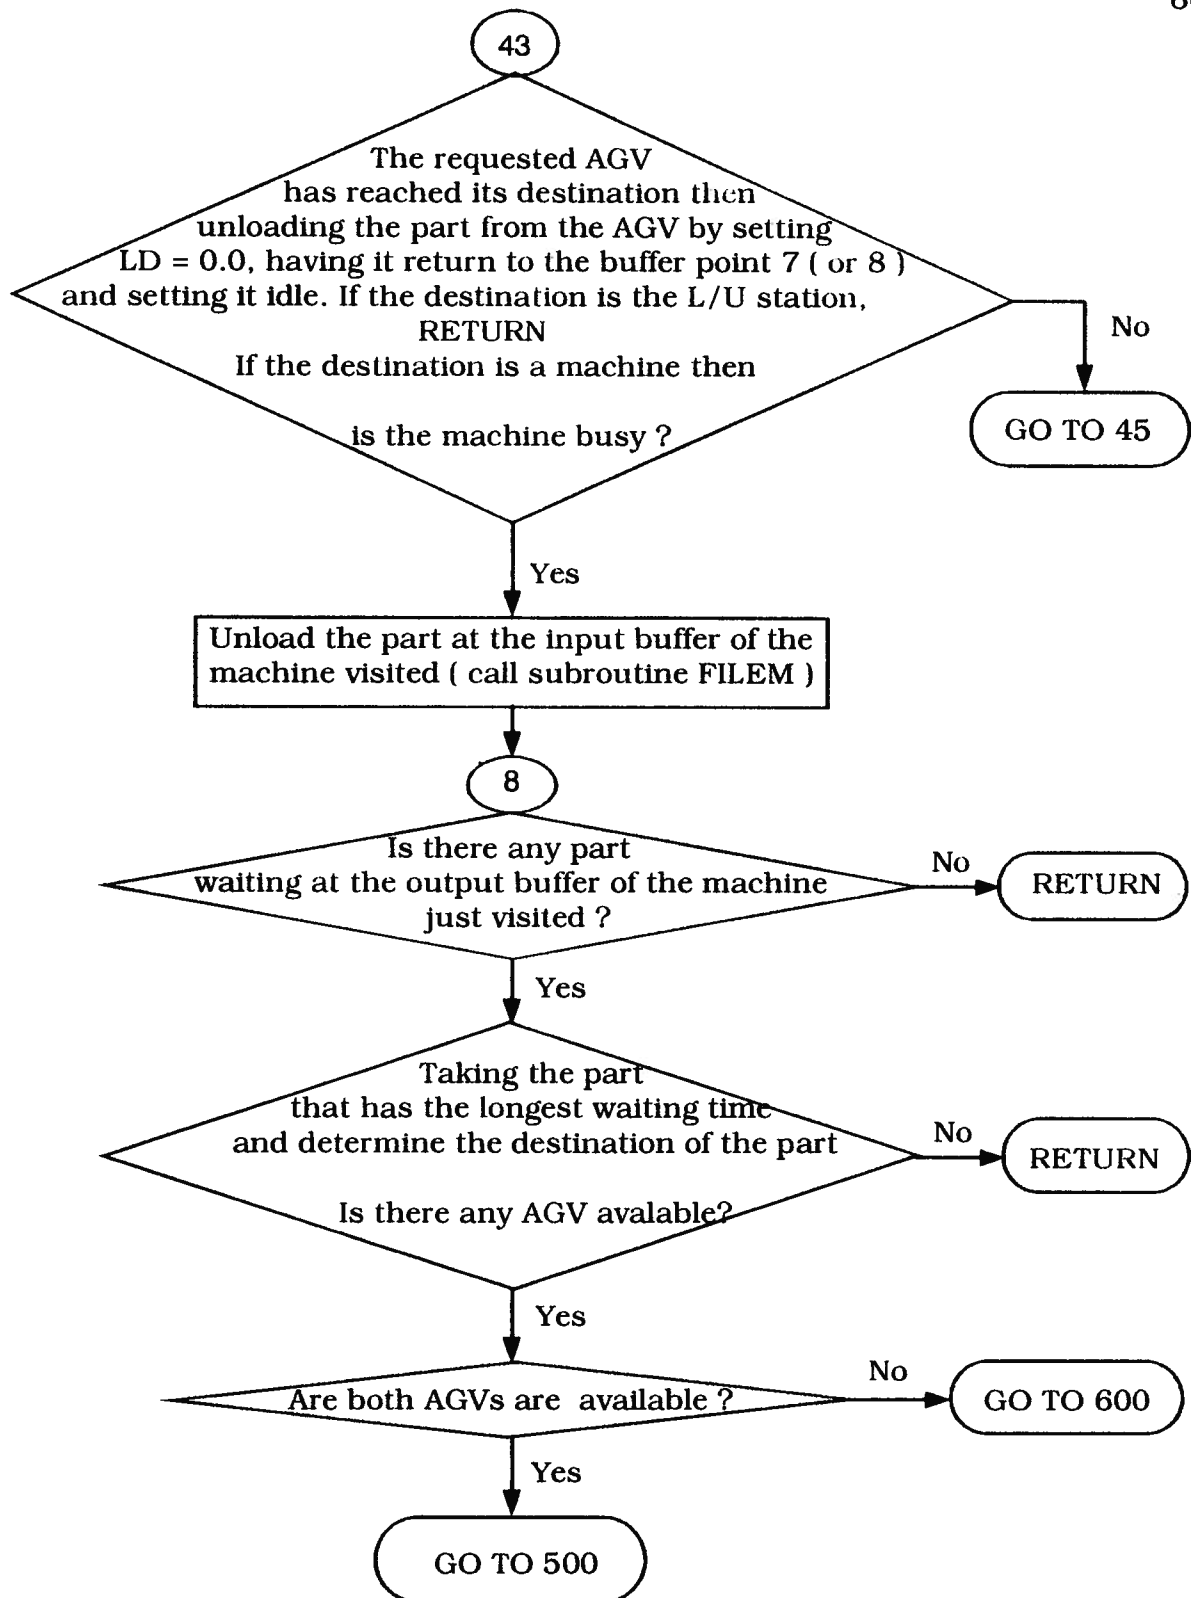 43
The requested AGV
has reached its destination then
unloading the part from the AGV by setting
LD = 0.0, having it return to the buffer point 7 ( or 8 )
and setting it idle. If the destination is the L/U station,
RETURN
If the destination is a machine then
is the machine busy ?
No
GO TO 45
Yes
Unload the part at the input buffer of the
machine visited ( call subroutine FILEM )
8
Is there any part
waiting at the output buffer of the machine
just visited ?
No
RETURN
Yes
Taking the part
that has the longest waiting time
and determine the destination of the part
Is there any AGV avalable?
No
RETURN
Yes
Are both AGVs are available ?
No
GO TO 600
Yes
GO TO 500